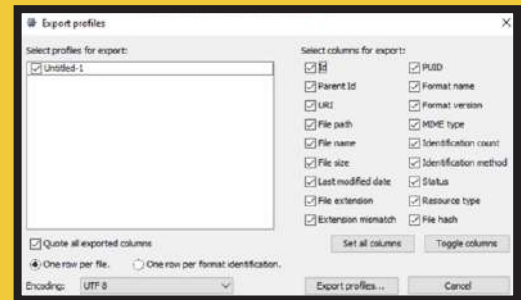 Export profiles
Select profiles for export:
Untitled-1
Select columns for export:
Id
Parent Id
URI
File path
File name
File size
Last modified date
File extension
Extension mismatch
PUID
Format name
Format version
MIME type
Identification count
Identification method
Status
Resource type
File hash
Quote all exported columns
One row per file.
One row per format identification.
Encoding:
UTF 8
Set all columns
Toggle columns
Export profiles...
Cancel